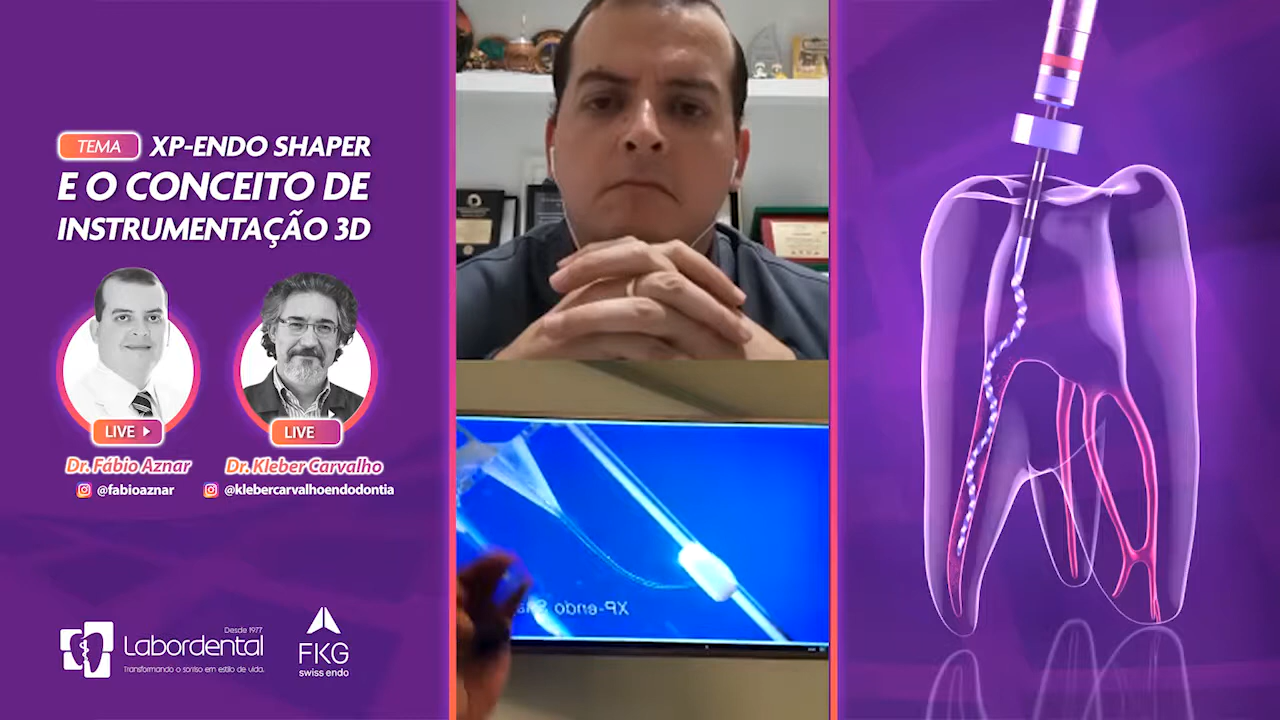 TEMA XP-ENDO SHAPER
E O CONCEITO DE
INSTRUMENTAÇÃO 3D
LIVE
LIVE
Dr. Fábio Aznar
Dr. Kleber Carvalho
@fabioaznar
@klebercarvalhoendodontia
Desde 1977
Labordental
Transformando o sorriso em estilo de vida.
FKG
swiss endo
XP-endo